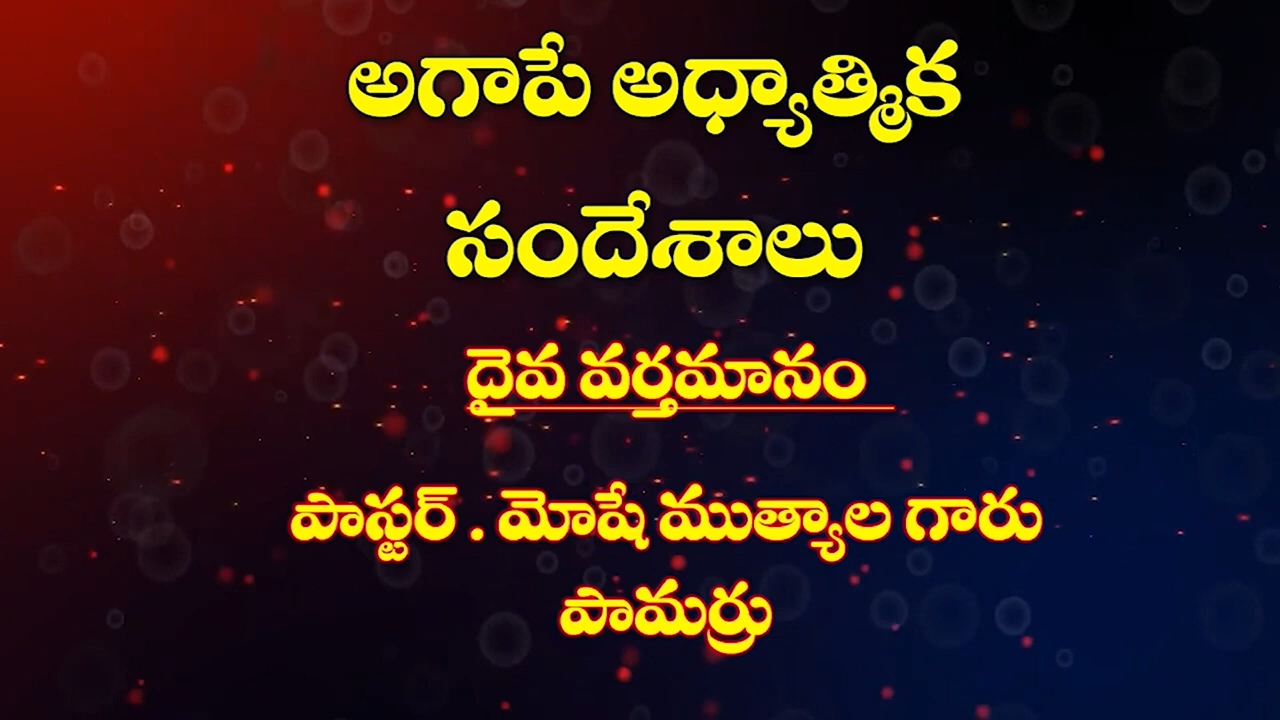 అగాపే అధ్యాత్మిక
సందేశాలు
దైవ వర్తమానం
పాస్టర్ . మోషే ముత్యాల గారు
పామర్రు